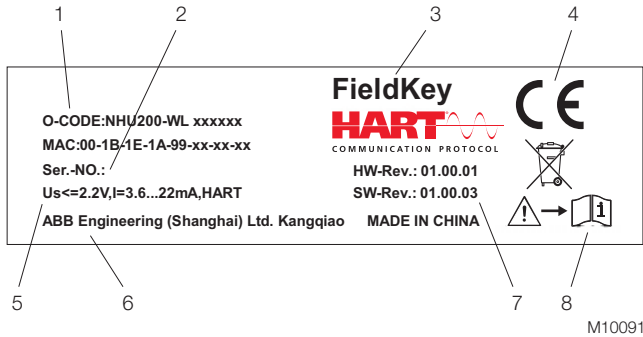 1 2 3 4
FieldKey
O-CODE:NHU200-WL xxxxxx
HART
MAC:00-1B-1E-1A-99-xx-xx-xx
COMMUNICATION PROTOCOL
Ser.-NO.:
HW-Rev.: 01.00.01
Us<=2.2V,I=3.6...22mA,HART
SW-Rev.: 01.00.03
ABB Engineering (Shanghai) Ltd. Kangqiao MADE IN CHINA
CE
i
5 6 7 8
M10091